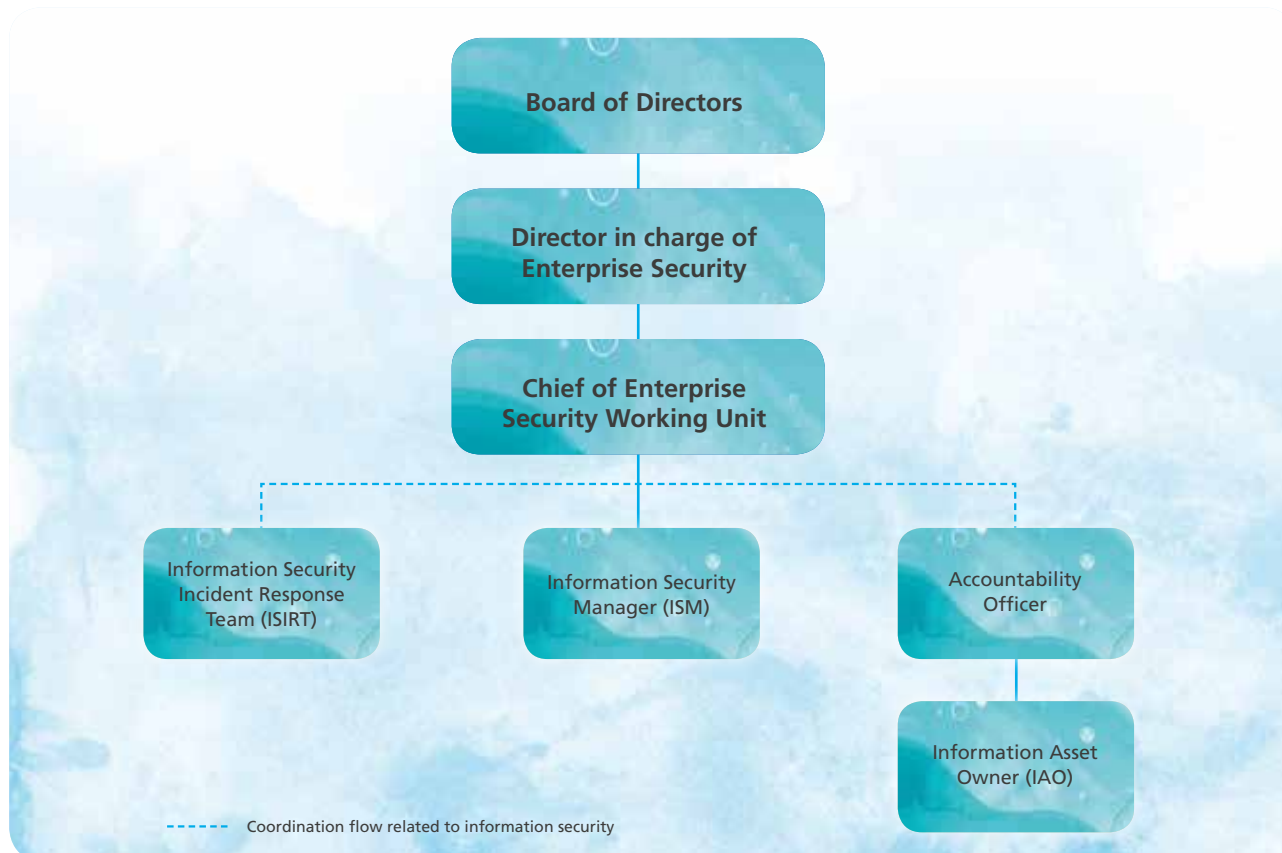 Board of Directors
Director in charge of
Enterprise Security
Chief of Enterprise
Security Working Unit
Information Security
Incident Response
Team (ISIRT)
Information Security
Manager (ISM)
Accountability
Officer
Information Asset
Owner (IAO)
Coordination flow related to information security